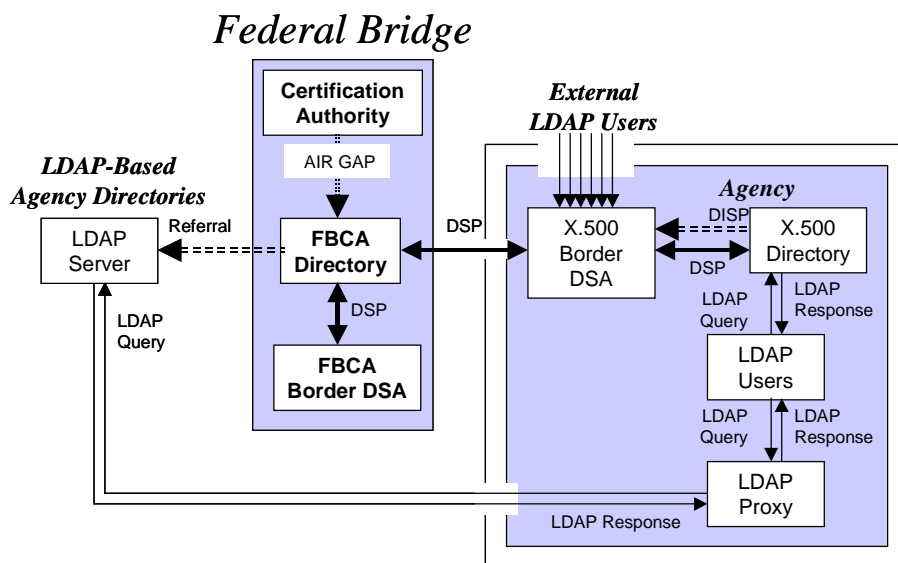 Federal Bridge
Certification
Authority
AIR GAP
External
LDAP Users
LDAP-Based
Agency Directories
Agency
LDAP
Server
Referral
FBCA
Directory
DSP
X.500
Border
DSA
DISP
DSP
X.500
Directory
LDAP
Query
DSP
FBCA
Border DSA
LDAP
Query
LDAP
Response
LDAP
Users
LDAP
Query
LDAP
Response
LDAP
Proxy
LDAP Response